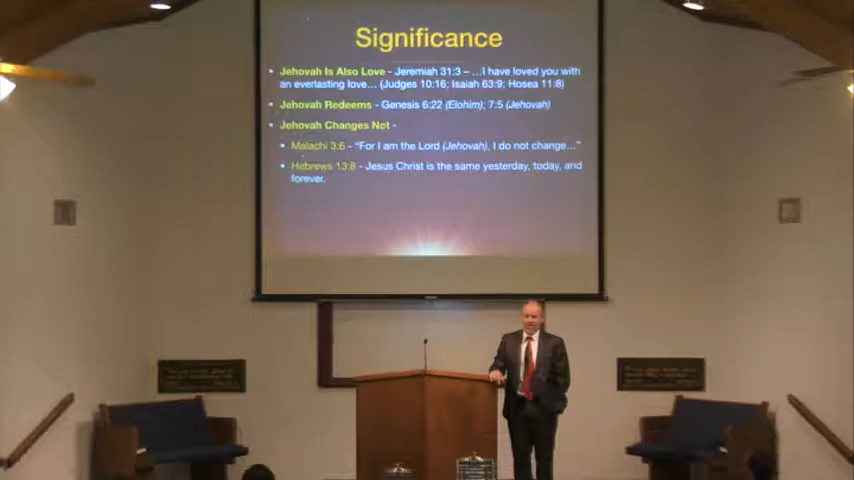 Significance
• Jehovah Is Also Love - Jeremiah 31:3 – …I have loved you with
an everlasting love… (Judges 10:16; Isaiah 63:9; Hosea 11:8)
• Jehovah Redeems - Genesis 6:22 (Elohim); 7:5 (Jehovah)
• Jehovah Changes Not -
• Malachi 3:6 - “For I am the Lord (Jehovah), I do not change…”
• Hebrews 13:8 - Jesus Christ is the same yesterday, today, and
forever.